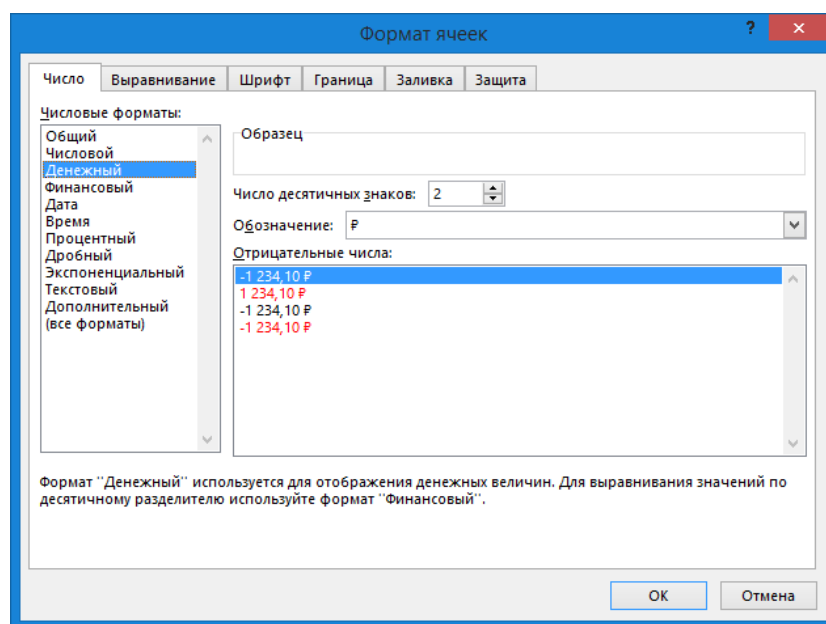 Формат ячеек
?
Число Выравнивание Шрифт Граница Заливка Защита
Числовые форматы:
Общий
Числовой
Денежный
Финансовый
Дата
Время
Процентный
Дробный
Экспоненциальный
Текстовый
Дополнительный
(все форматы)
Образец
Число десятичных знаков: 2
Обозначение: ₽
Отрицательные числа:
-1 234,10 ₽
1 234,10 ₽
-1 234,10 ₽
-1 234,10 ₽
Формат "Денежный" используется для отображения денежных величин. Для выравнивания значений по
десятичному разделителю используйте формат "Финансовый".
ОК Отмена